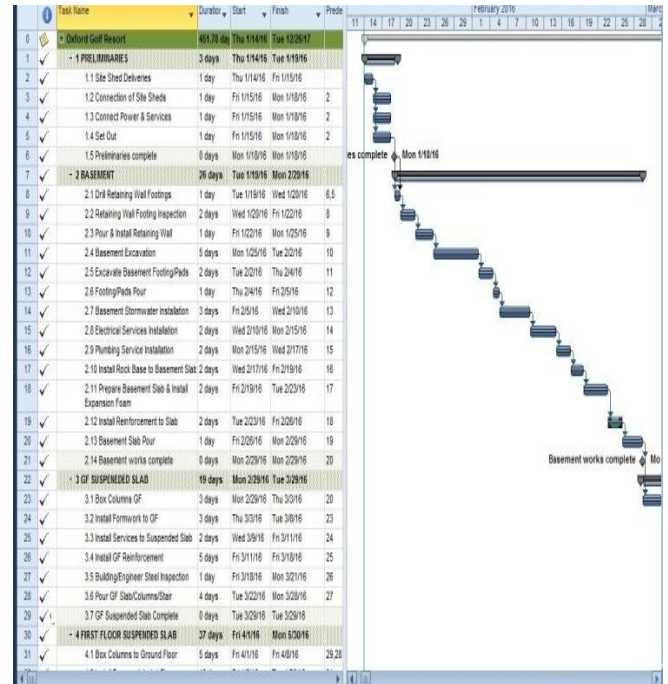 Task Name Duration Start Finish Prede
February 2016 Marc
11 14 17 20 23 26 29 1 4 7 10 13 16 19 22 25 28 2
0 - Oxford Golf Resort 451.78 day Thu 1/14/16 Tue 12/26/17
1 - 1 PRELIMINARIES 3 days Thu 1/14/16 Tue 1/19/16
2 1.1 Site Shed Deliveries 1 day Thu 1/14/16 Fri 1/15/16
3 1.2 Connection of Site Sheds 1 day Fri 1/15/16 Mon 1/18/16 2
4 1.3 Connect Power & Services 1 day Fri 1/15/16 Mon 1/18/16 2
5 1.4 Set Out 1 day Fri 1/15/16 Mon 1/18/16 2
6 1.5 Preliminaries complete 0 days Mon 1/18/16 Mon 1/18/16 es complete Mon 1/18/16
7 - 2 BASEMENT 26 days Tue 1/19/16 Mon 2/29/16
8 2.1 Drill Retaining Wall Footings 1 day Tue 1/19/16 Wed 1/20/16 6,5
9 2.2 Retaining Wall Footing Inspection 2 days Wed 1/20/16 Fri 1/22/16 8
10 2.3 Pour & Install Retaining Wall 1 day Fri 1/22/16 Mon 1/25/16 9
11 2.4 Basement Excavation 5 days Mon 1/25/16 Tue 2/2/16 10
12 2.5 Excavate Basement Footing/Pads 2 days Tue 2/2/16 Thu 2/4/16 11
13 2.6 Footing/Pads Pour 1 day Thu 2/4/16 Fri 2/5/16 12
14 2.7 Basement Stormwater Installation 3 days Fri 2/5/16 Wed 2/10/16 13
15 2.8 Electrical Services Installation 2 days Wed 2/10/16 Mon 2/15/16 14
16 2.9 Plumbing Service Installation 2 days Mon 2/15/16 Wed 2/17/16 15
17 2.10 Install Rock Base to Basement Slab 2 days Wed 2/17/16 Fri 2/19/16 16
18 2.11 Prepare Basement Slab & Install 2 days Fri 2/19/16 Tue 2/23/16 17
Expansion Foam
19 2.12 Install Reinforcement to Slab 2 days Tue 2/23/16 Fri 2/26/16 18
20 2.13 Basement Slab Pour 1 day Fri 2/26/16 Mon 2/29/16 19
21 2.14 Basement works complete 0 days Mon 2/29/16 Mon 2/29/16 20 Basement works complete Mo
22 - 3 GF SUSPENEDED SLAB 19 days Mon 2/29/16 Tue 3/29/16
23 3.1 Box Columns GF 3 days Mon 2/29/16 Thu 3/3/16 20
24 3.2 Install Formwork to GF 3 days Thu 3/3/16 Tue 3/8/16 23
25 3.3 Install Services to Suspended Slab 2 days Wed 3/9/16 Fri 3/11/16 24
26 3.4 Install GF Reinforcement 5 days Fri 3/11/16 Fri 3/18/16 25
27 3.5 Building/Engineer Steel Inspection 1 day Fri 3/18/16 Mon 3/21/16 26
28 3.6 Pour GF Slab/Columns/Stair 4 days Tue 3/22/16 Mon 3/28/16 27
29 3.7 GF Suspended Slab Complete 0 days Tue 3/29/16 Tue 3/29/16
30 - 4 FIRST FLOOR SUSPENDED SLAB 37 days Fri 4/1/16 Mon 5/30/16
31 4.1 Box Columns to Ground Floor 5 days Fri 4/1/16 Fri 4/8/16 29,28